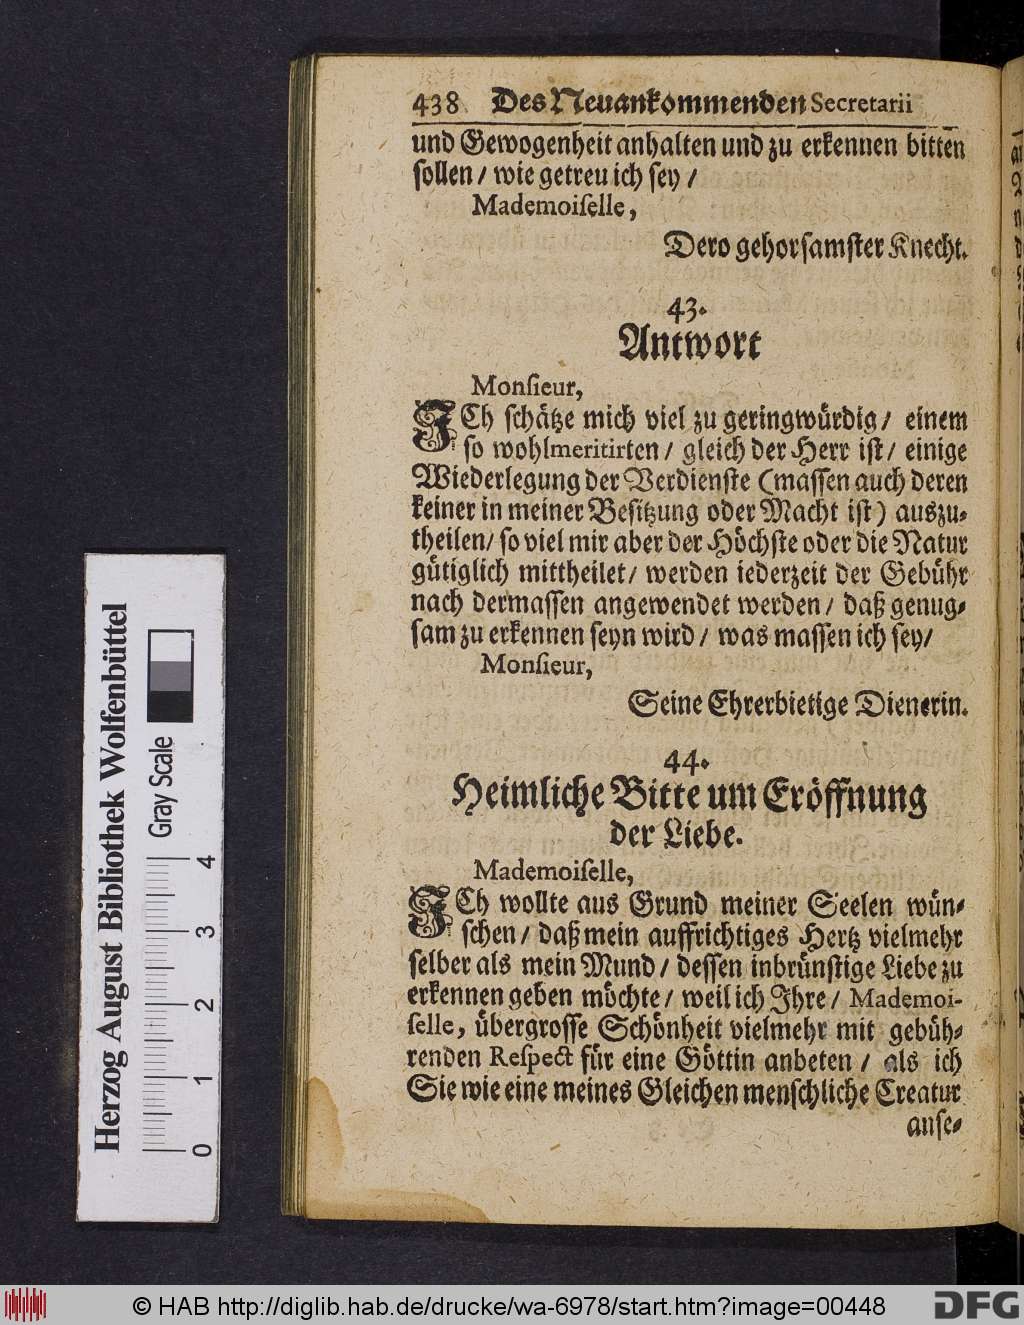 438 Des Neuankommenden Secretarii
und Gewogenheit anhalten und zu erkennen bitten
sollen / wie getreu ich sey /
Mademoiselle,
Dero gehorsamster Knecht.
43.
Antwort
Monsieur,
ICh schätze mich viel zu geringwürdig / einem
so wohlmeritirten / gleich der Herr ist / einige
Wiederlegung der Verdienste (massen auch deren
keiner in meiner Besitzung oder Macht ist) auszu-
theilen / so viel mir aber der Höchste oder die Natur
gütiglich mittheilet / werden iederzeit der Gebühr
nach dermassen angewendet werden / daß genug-
sam zu erkennen seyn wird / was massen ich sey /
Monsieur,
Seine Ehrerbietige Dienerin.
44.
Heimliche Bitte um Eröffnung
der Liebe.
Mademoiselle,
ICh wollte aus Grund meiner Seelen wün-
schen / daß mein auffrichtiges Hertz vielmehr
selber als mein Mund / dessen inbrünstige Liebe zu
erkennen geben möchte / weil ich Ihre / Mademoi-
selle, übergrosse Schönheit vielmehr mit gebüh-
renden Respect für eine Göttin anbeten / als ich
Sie wie eine meines Gleichen menschliche Creatur
anse-
Herzog August Bibliothek Wolfenbüttel
Gray Scale
0 1 2 3 4
© HAB http://diglib.hab.de/drucke/wa-6978/start.htm?image=00448
DFG